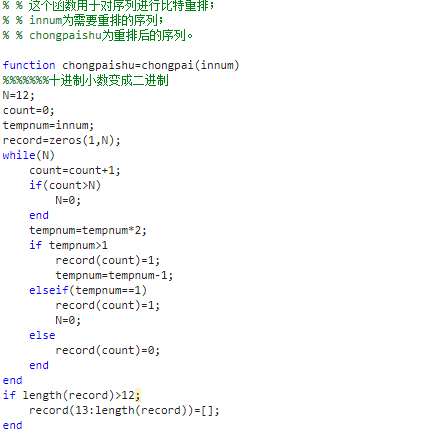 % % 这个函数用于对序列进行比特重排；
% % innum为需要重排的序列；
% % chongpaishu为重排后的序列。
function chongpaishu=chongpai(innum)
%%%%%%%十进制小数变成二进制
N=12;
count=0;
tempnum=innum;
record=zeros(1,N);
while(N)
count=count+1;
if(count>N)
N=0;
end
tempnum=tempnum*2;
if tempnum>1
record(count)=1;
tempnum=tempnum-1;
elseif(tempnum==1)
record(count)=1;
N=0;
else
record(count)=0;
end
end
if length(record)>12;
record(13:length(record))=[];
end